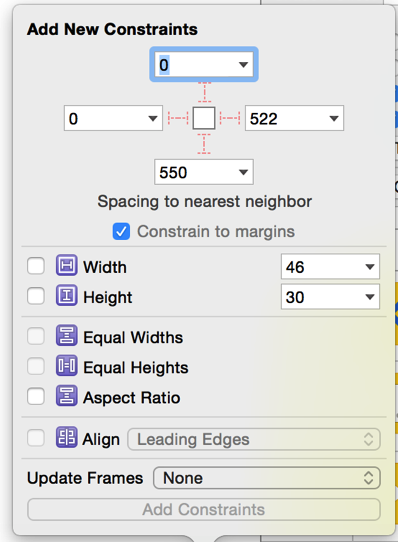 Add New Constraints
0
0
522
550
Spacing to nearest neighbor
Constrain to margins
Width
46
Height
30
Equal Widths
Equal Heights
Aspect Ratio
Align
Leading Edges
Update Frames
None
Add Constraints